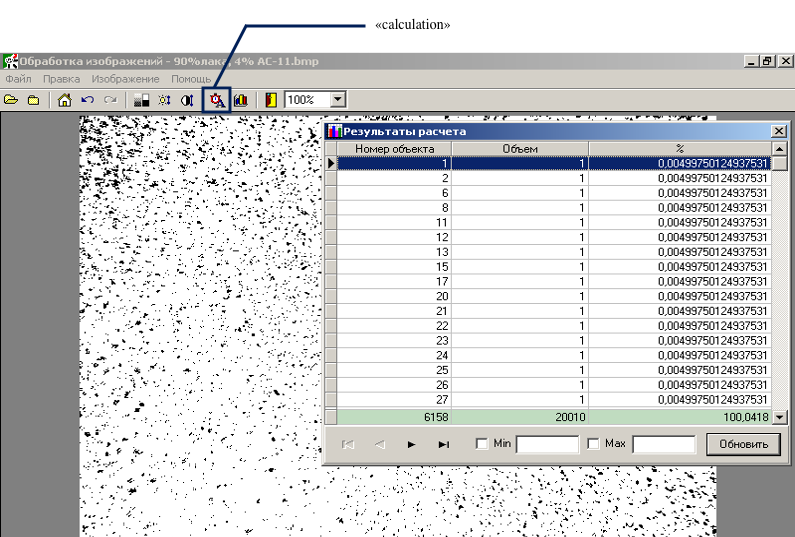 «calculation»
Обработка изображений - 90%лака, 4% АС-11.bmp
Файл Правка Изображение Помощь
100%
Результаты расчета
Номер объекта Объем %
1 1 0,00499750124937531
2 1 0,00499750124937531
6 1 0,00499750124937531
8 1 0,00499750124937531
11 1 0,00499750124937531
12 1 0,00499750124937531
13 1 0,00499750124937531
15 1 0,00499750124937531
17 1 0,00499750124937531
20 1 0,00499750124937531
21 1 0,00499750124937531
22 1 0,00499750124937531
23 1 0,00499750124937531
24 1 0,00499750124937531
25 1 0,00499750124937531
26 1 0,00499750124937531
27 1 0,00499750124937531
6158 20010 100,0418
Min Max Обновить